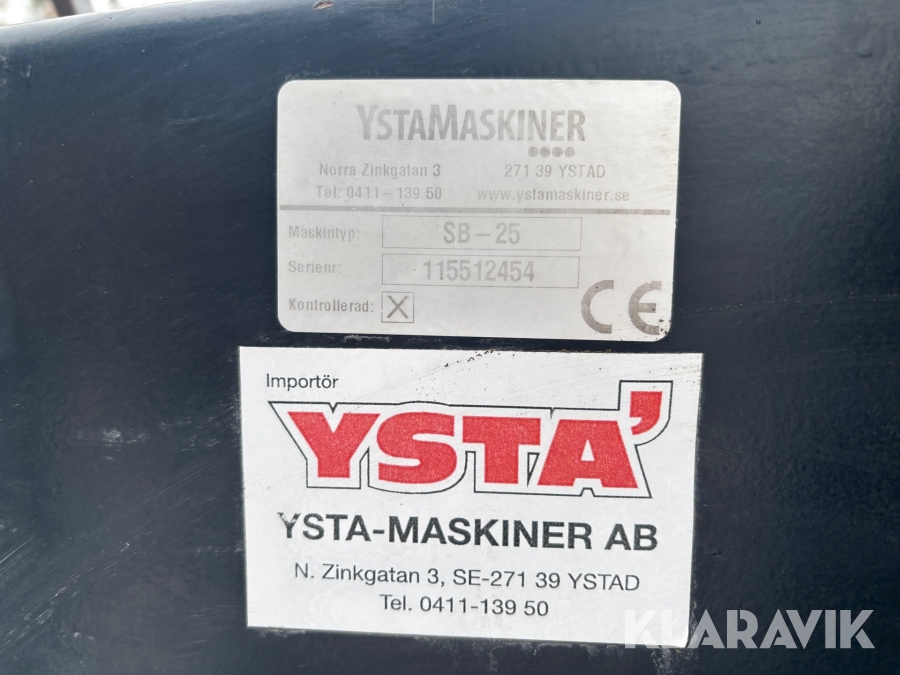 YSTAMASKINER
Norra Zinkgatan 3 271 39 YSTAD
Tel: 0411-139 50 www.ystamaskiner.se
Maskintyp: SB-25
Serienr: 115512454
Kontrollerad: X
CE
Importör
YSTA'
YSTA-MASKINER AB
N. Zinkgatan 3, SE-271 39 YSTAD
Tel. 0411-139 50
KLARAVIK